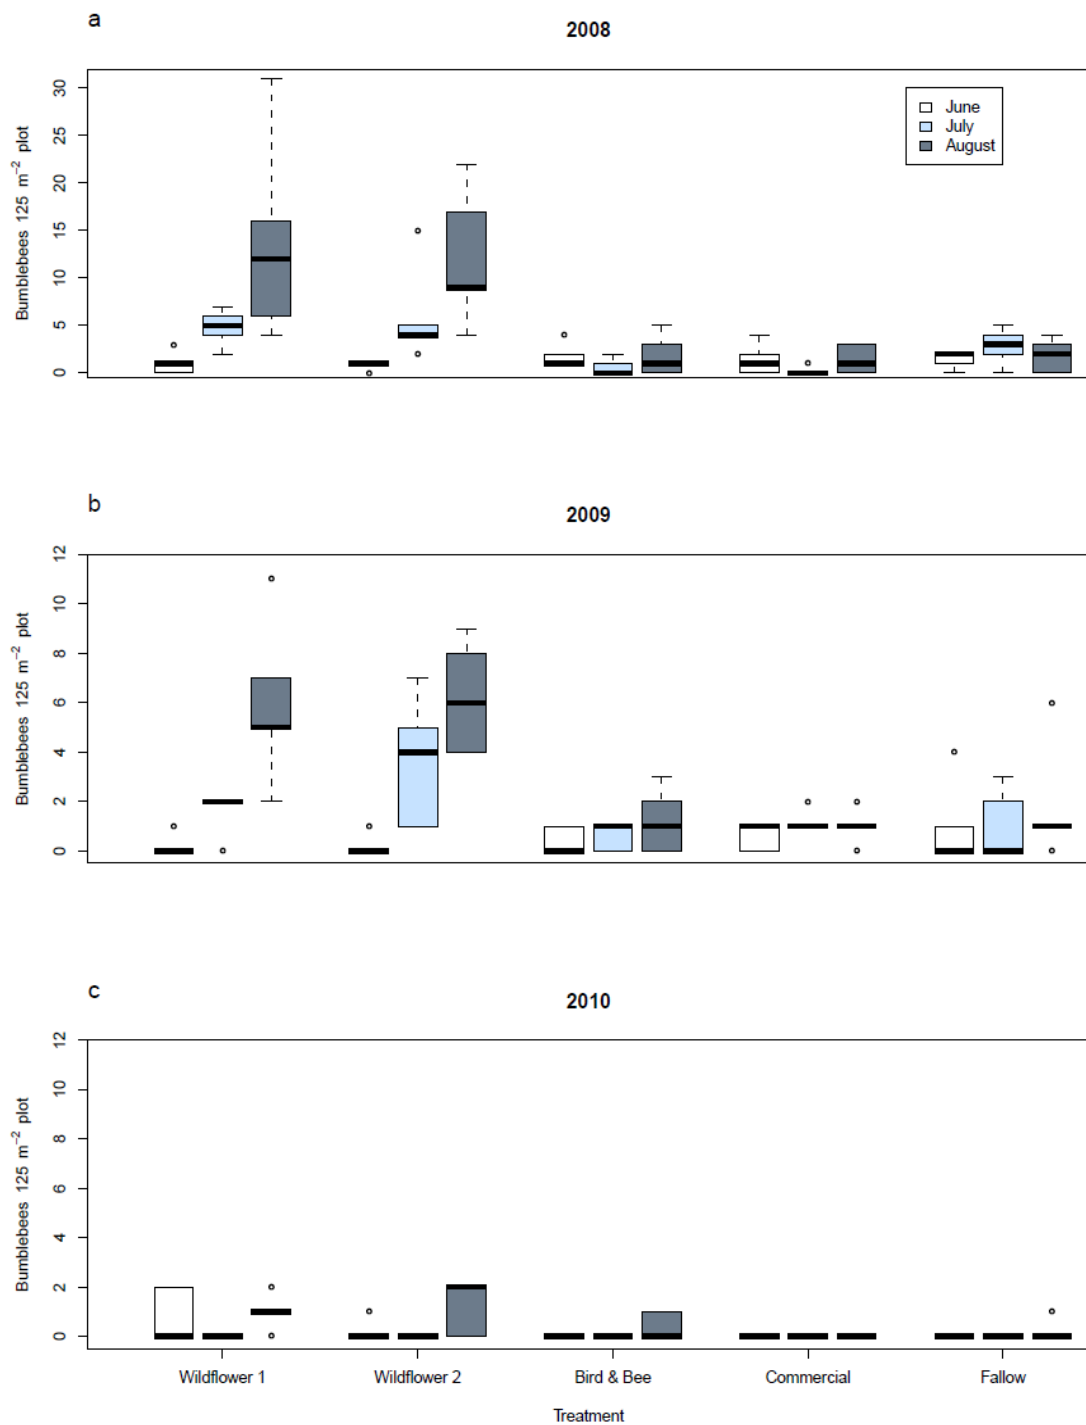 a
2008
Bumblebees 125 m⁻² plot
30
25
20
15
10
5
0
June
July
August
b
2009
Bumblebees 125 m⁻² plot
12
10
8
6
4
2
0
c
2010
Bumblebees 125 m⁻² plot
12
10
8
6
4
2
0
Wildflower 1 Wildflower 2 Bird & Bee Commercial Fallow
Treatment